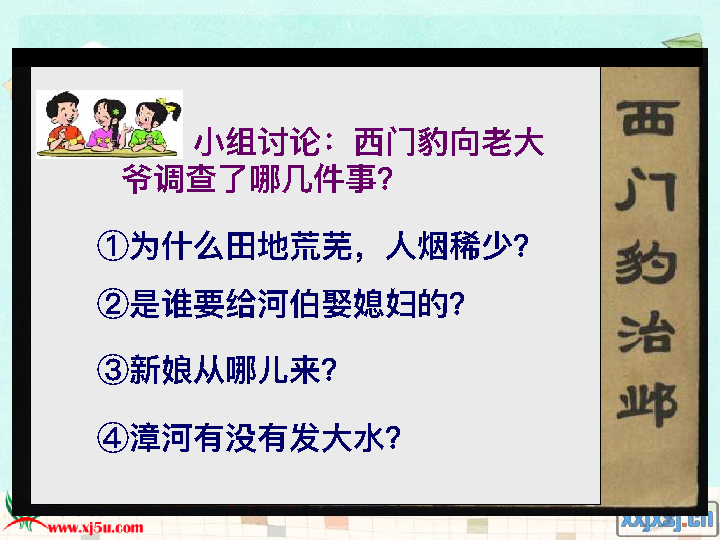 小组讨论：西门豹向老大
爷调查了哪几件事?
①为什么田地荒芜，人烟稀少?
②是谁要给河伯娶媳妇的?
③新娘从哪儿来?
④漳河有没有发大水?
西门豹治邺
www.xj5u.com
xxjxsj.cn